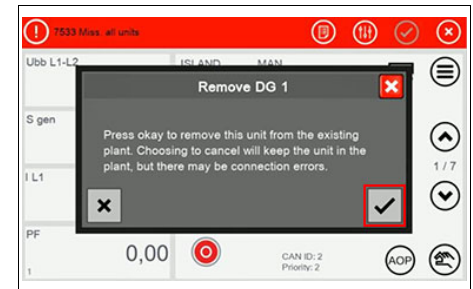 7533 Miss. all units
Ubb L1-L2
ISLAND MAN
Remove DG 1
S gen
Press okay to remove this unit from the existing
plant. Choosing to cancel will keep the unit in the
plant, but there may be connection errors.
I L1
1 / 7
PF
0,00
1
CAN ID: 2
Priority: 2
AOP